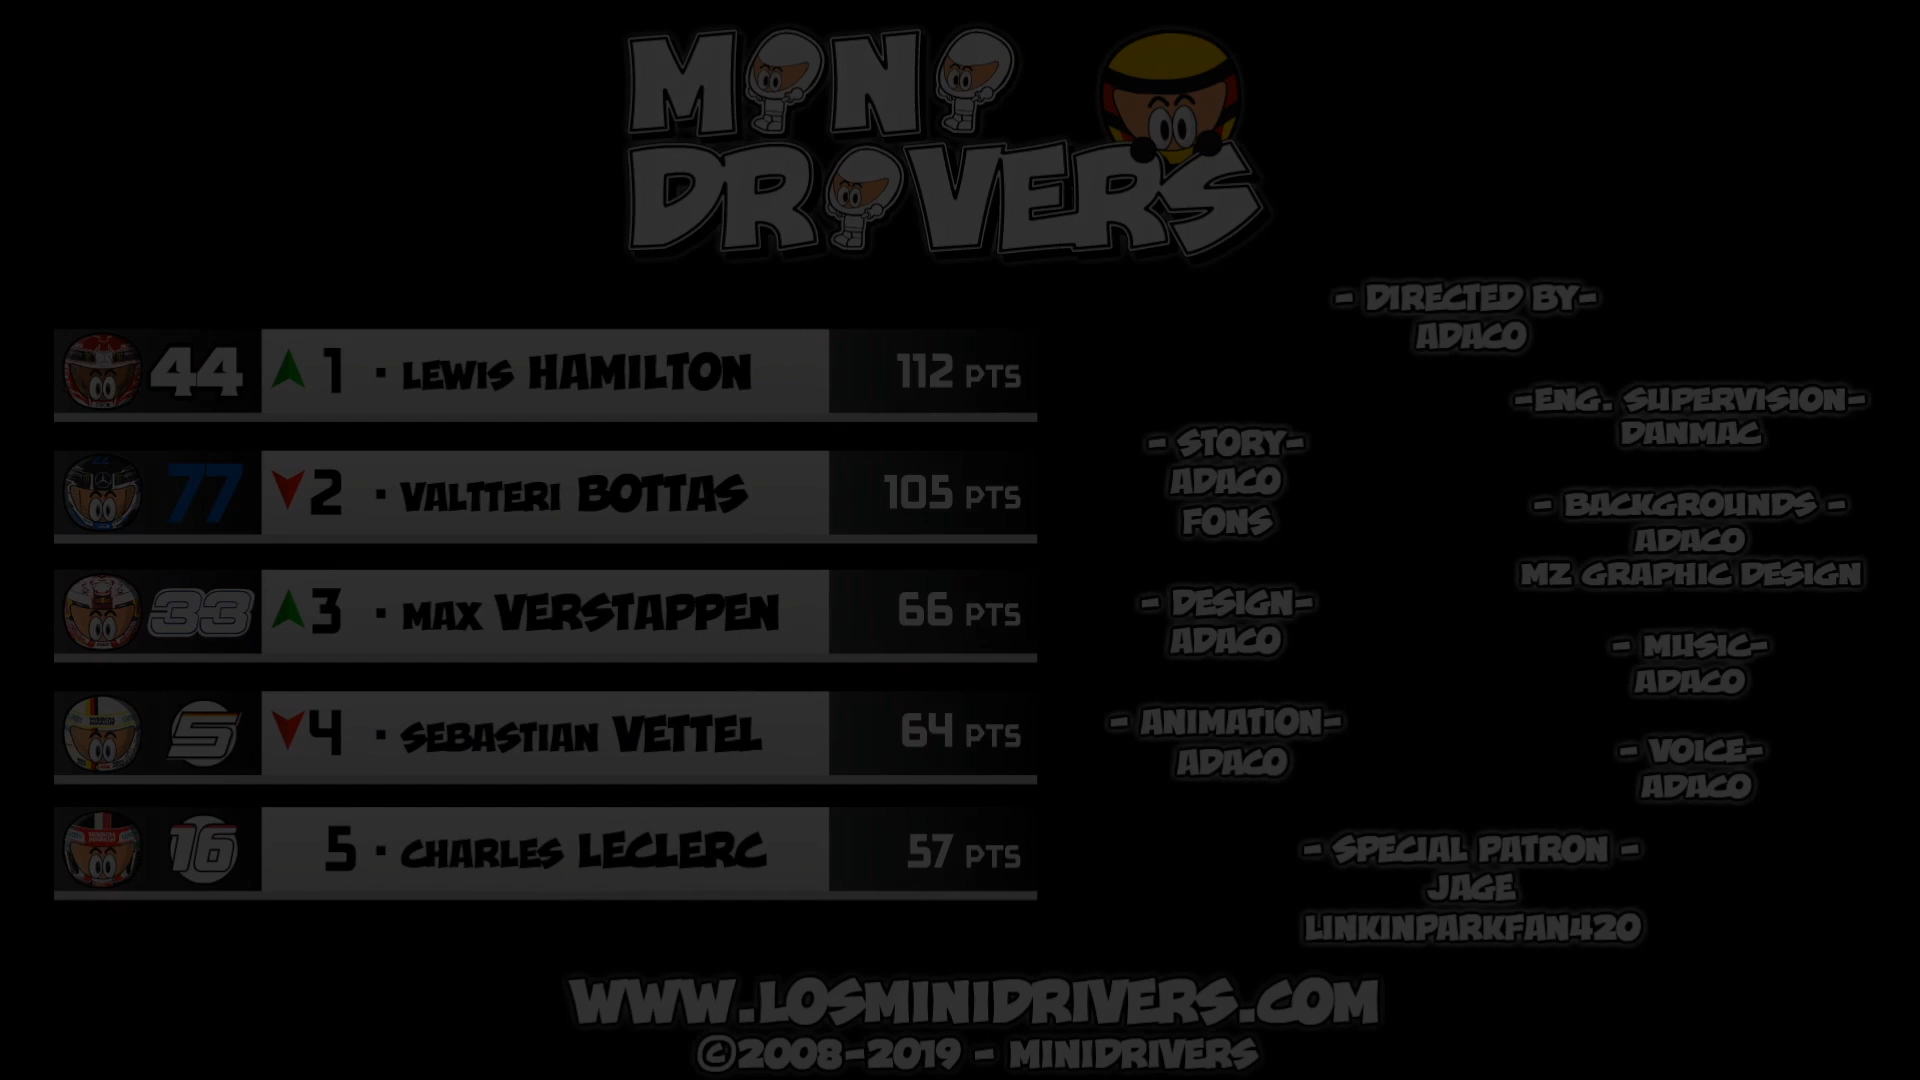 MINI
DRIVERS
44 1 · LEWIS HAMILTON 112 PTS
77 2 · VALTTERI BOTTAS 105 PTS
33 3 · MAX VERSTAPPEN 66 PTS
5 4 · SEBASTIAN VETTEL 64 PTS
16 5 · CHARLES LECLERC 57 PTS
- DIRECTED BY-
ADACO
- STORY-
ADACO
FONS
- DESIGN-
ADACO
- ANIMATION-
ADACO
-ENG. SUPERVISION-
DANMAC
- BACKGROUNDS -
ADACO
MZ GRAPHIC DESIGN
- MUSIC-
ADACO
- VOICE-
ADACO
- SPECIAL PATRON -
JAGE
LINKINPARKFAN420
WWW.LOSMINIDRIVERS.COM
©2008-2019 - MINIDRIVERS